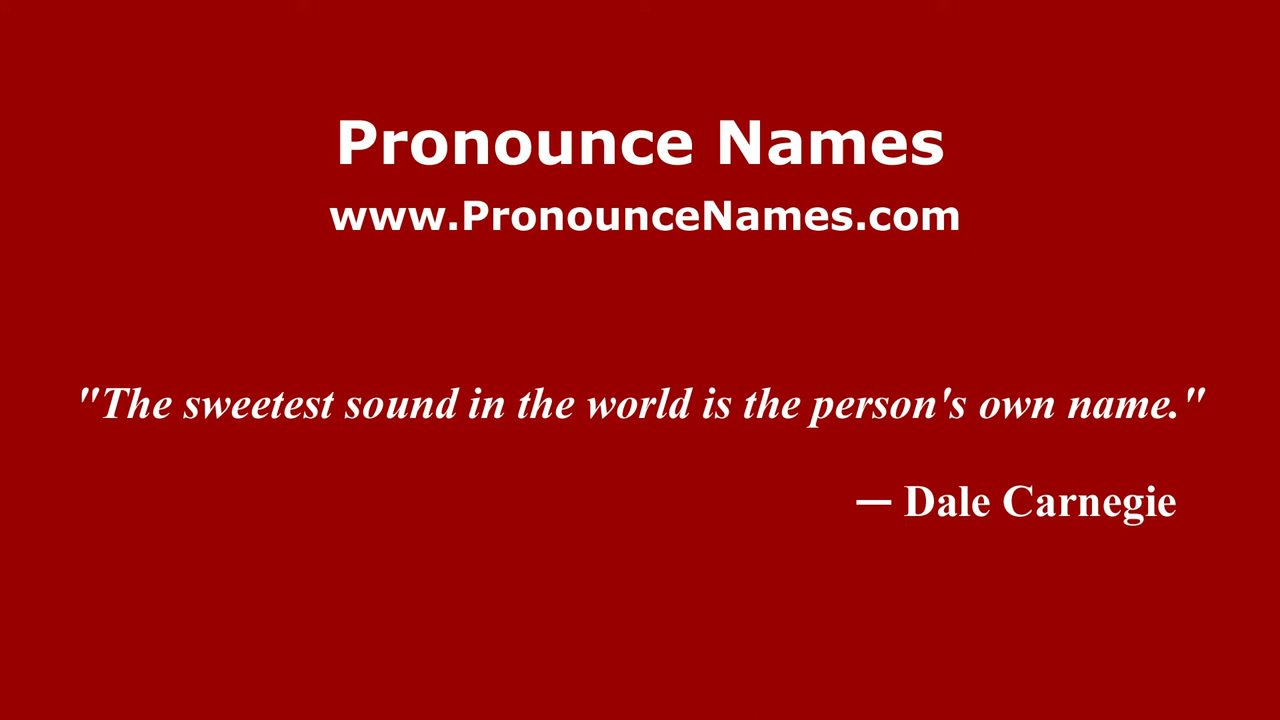 Pronounce Names
www.PronounceNames.com
"The sweetest sound in the world is the person's own name."
— Dale Carnegie